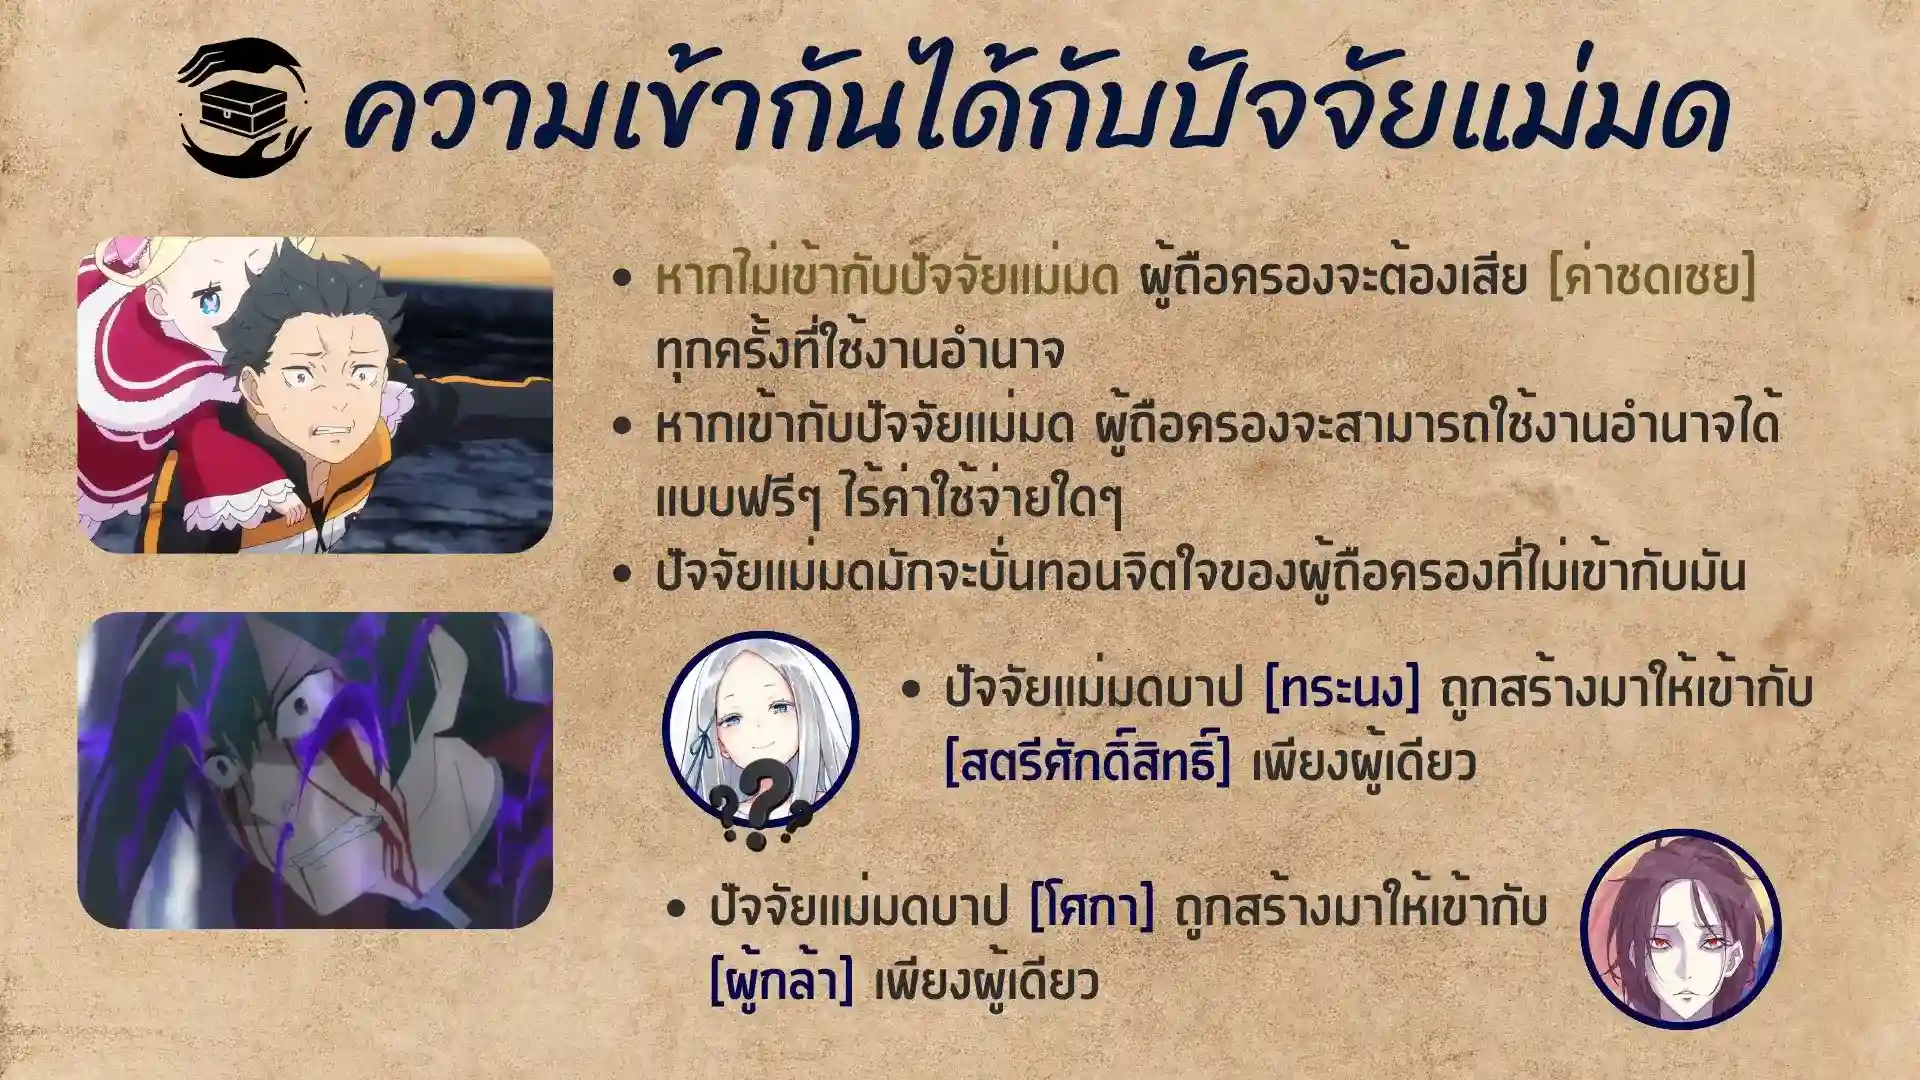 ความเข้ากันได้กับปัจจัยแม่มด
• หากไม่เข้ากับปัจจัยแม่มด ผู้ถือครองจะต้องเสีย [ค่าชดเชย]
ทุกครั้งที่ใช้งานอำนาจ
• หากเข้ากับปัจจัยแม่มด ผู้ถือครองจะสามารถใช้งานอำนาจได้
แบบฟรีๆ ไร้ค่าใช้จ่ายใดๆ
• ปัจจัยแม่มดมักจะบั่นทอนจิตใจของผู้ถือครองที่ไม่เข้ากับมัน
• ปัจจัยแม่มดบาป [ทระนง] ถูกสร้างมาให้เข้ากับ
[สตรีศักดิ์สิทธิ์] เพียงผู้เดียว
???
• ปัจจัยแม่มดบาป [โศกา] ถูกสร้างมาให้เข้ากับ
[ผู้กล้า] เพียงผู้เดียว